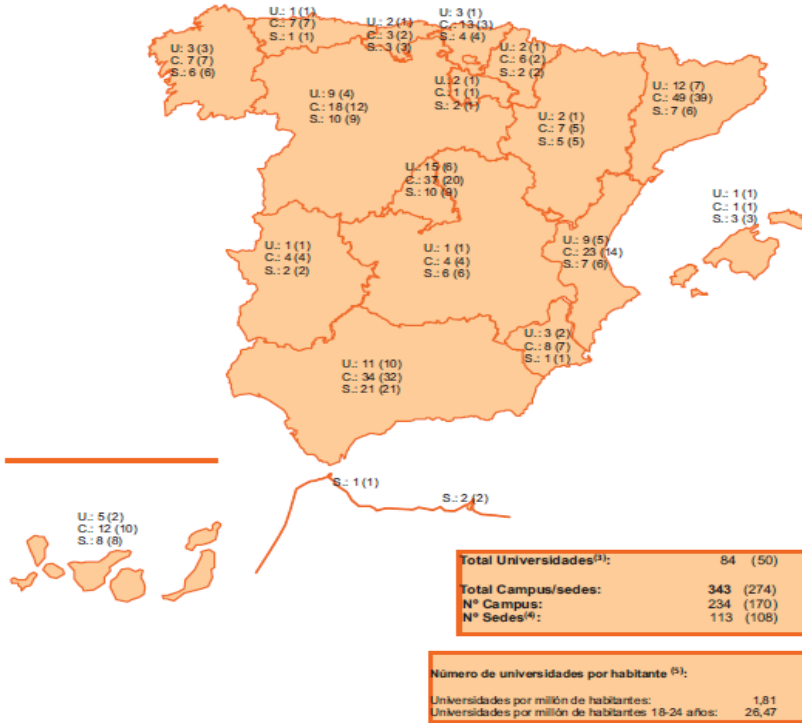 U.: 1 (1)
C.: 7 (7)
S.: 1 (1)
U.: 2 (1)
C.: 3 (2)
S.: 3 (3)
U: 3 (1)
C.: 13 (3)
S.: 4 (4)
U: 3 (3)
C. 7 (7)
S.: 6 (6)
U.: 2 (1)
C.: 6 (2)
S.: 2 (2)
U.: 2 (1)
C.: 1 (1)
S.: 2 (1)
U.: 9 (4)
C.: 18 (12)
S.: 10 (9)
U.: 2 (1)
C.: 7 (5)
S.: 5 (5)
U.: 12 (7)
C.: 49 (39)
S.: 7 (6)
U.: 15 (6)
C.: 37 (20)
S.: 10 (9)
U.: 1 (1)
C.: 1 (1)
S.: 3 (3)
U.: 1 (1)
C.: 4 (4)
S.: 2 (2)
U.: 1 (1)
C.: 4 (4)
S.: 6 (6)
U.: 9 (5)
C.: 23 (14)
S.: 7 (6)
U.: 3 (2)
C.: 8 (7)
S.: 1 (1)
U.: 11 (10)
C.: 34 (32)
S.: 21 (21)
S.: 1 (1)
S.: 2 (2)
U.: 5 (2)
C.: 12 (10)
S.: 8 (8)
Total Universidades(3): 84 (50)
Total Campus/sedes: 343 (274)
Nº Campus: 234 (170)
Nº Sedes(4): 113 (108)
Número de universidades por habitante (5):
Universidades por millón de habitantes: 1,81
Universidades por millón de habitantes 18-24 años: 26,47